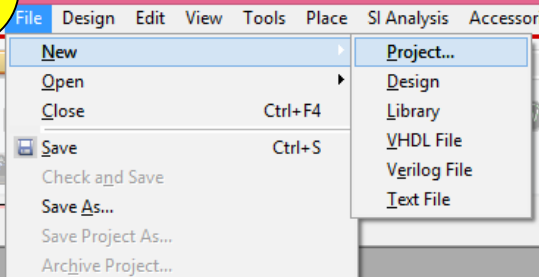 File Design Edit View Tools Place SI Analysis Accessor
New
Open
Close Ctrl+F4
Save Ctrl+S
Check and Save
Save As...
Save Project As...
Archive Project...
Project...
Design
Library
VHDL File
Verilog File
Text File